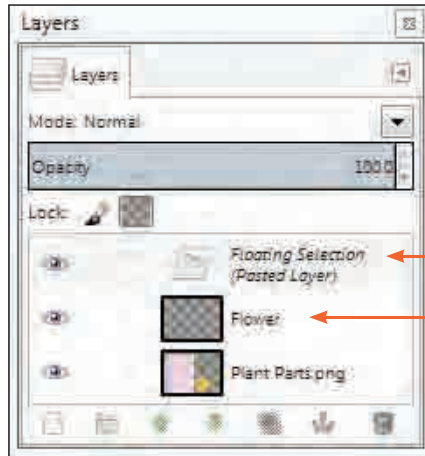 Layers
Layers
Mode: Normal
Opacity 100.0
Lock:
Floating Selection
(Pasted Layer)
Flower
Plant Parts.png